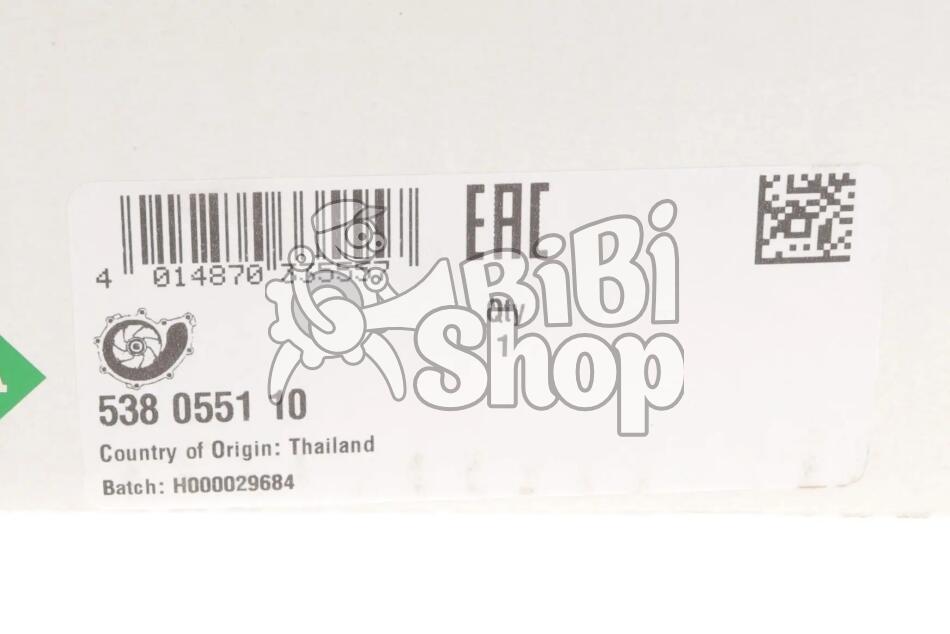 EAC
4 014870
Qty
1
538 0551 10
Country of Origin: Thailand
Batch: H000029684
BiBi
Shop